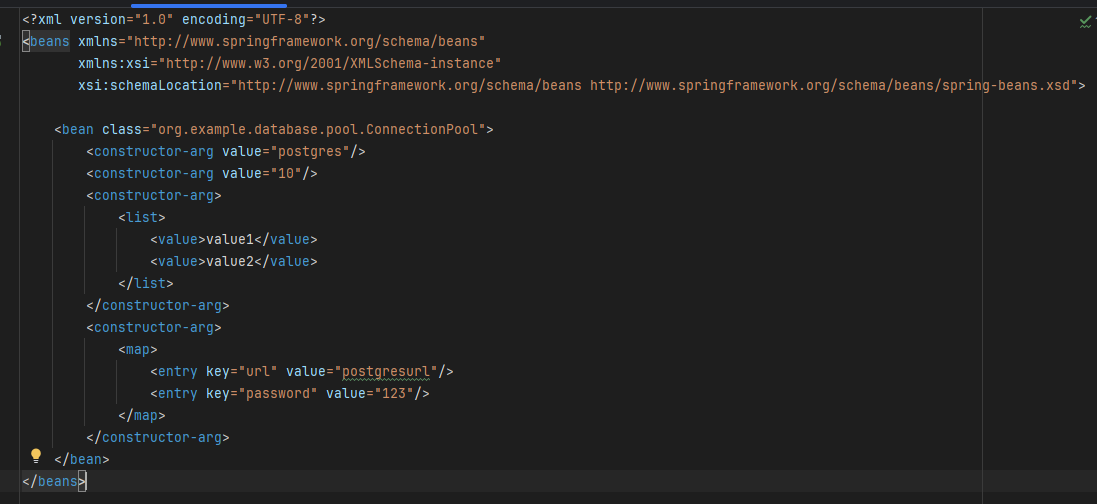 <?xml version="1.0" encoding="UTF-8"?>
<beans xmlns="http://www.springframework.org/schema/beans"
       xmlns:xsi="http://www.w3.org/2001/XMLSchema-instance"
       xsi:schemaLocation="http://www.springframework.org/schema/beans http://www.springframework.org/schema/beans/spring-beans.xsd">

    <bean class="org.example.database.pool.ConnectionPool">
        <constructor-arg value="postgres"/>
        <constructor-arg value="10"/>
        <constructor-arg>
            <list>
                <value>value1</value>
                <value>value2</value>
            </list>
        </constructor-arg>
        <constructor-arg>
            <map>
                <entry key="url" value="postgresurl"/>
                <entry key="password" value="123"/>
            </map>
        </constructor-arg>
    </bean>
</beans>